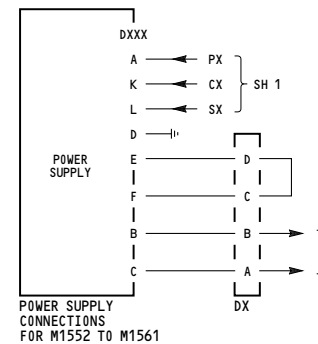 DXXX
A PX
K CX SH 1
L SX
D
POWER
SUPPLY
E D
F C
B B
C A
POWER SUPPLY
CONNECTIONS
FOR M1552 TO M1561
DX